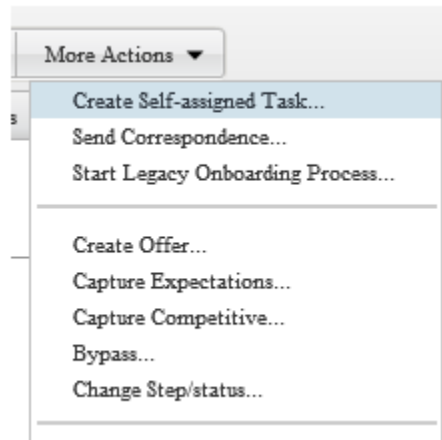 More Actions ▼
s
Create Self-assigned Task...
Send Correspondence...
Start Legacy Onboarding Process...
Create Offer...
Capture Expectations...
Capture Competitive...
Bypass...
Change Step/status...